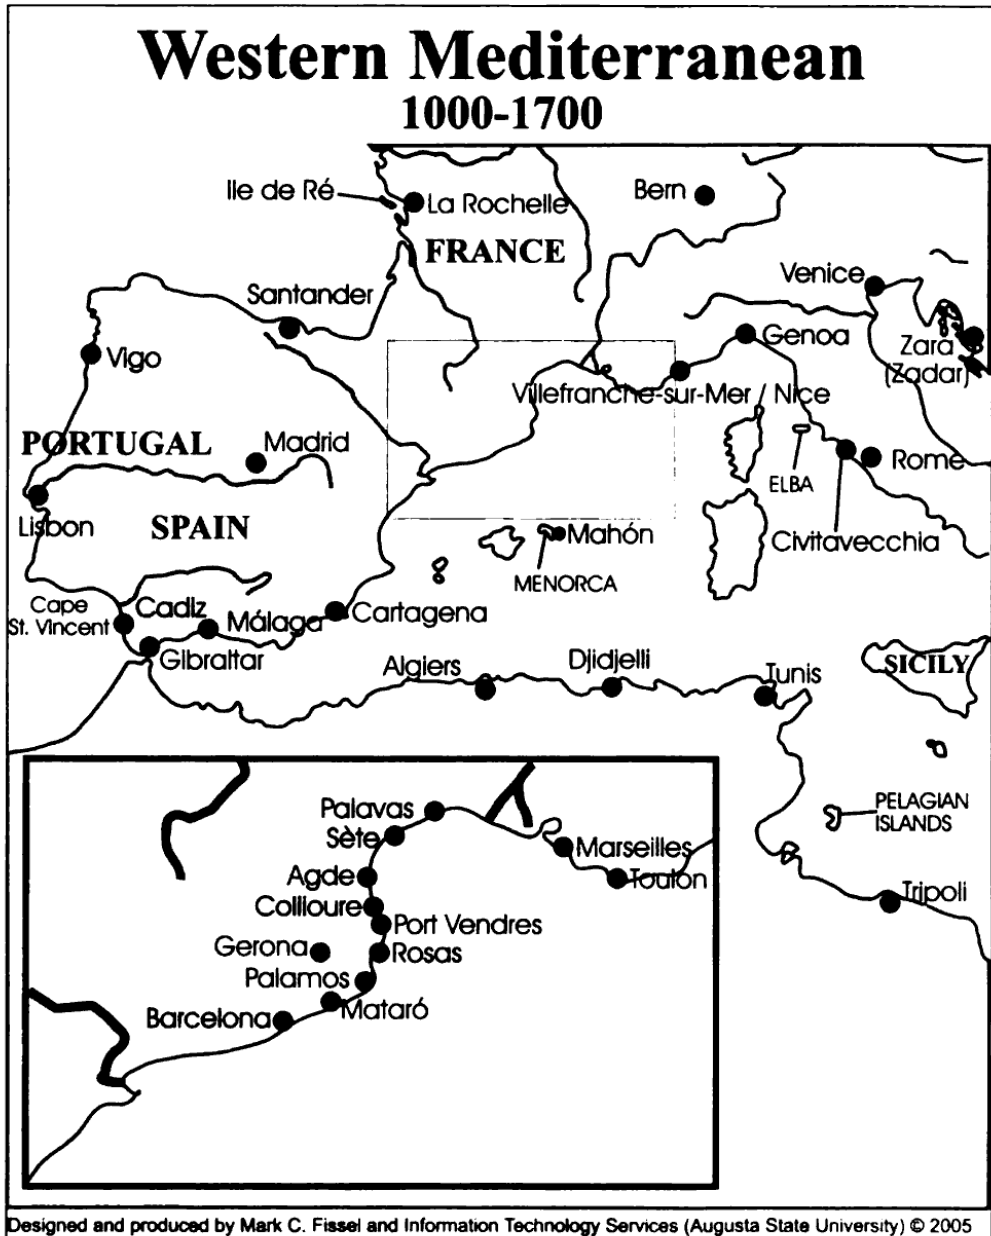 Western Mediterranean
1000-1700
Ile de Ré
La Rochelle
Bern
FRANCE
Venice
Santander
Genoa
Zara
(Zadar)
Vigo
Villefranche-sur-Mer / Nice
PORTUGAL
Madrid
Rome
ELBA
Lisbon
SPAIN
Mahón
Civitavecchia
MENORCA
Cape
St. Vincent
Cadiz
Málaga
Cartagena
Gibraltar
Algiers
Djidjelli
Tunis
SICILY
PELAGIAN
ISLANDS
Tripoli
Palavas
Sète
Marseilles
Agde
Toulon
Collloure
Port Vendres
Gerona
Rosas
Palamos
Mataró
Barcelona
Designed and produced by Mark C. Fissel and Information Technology Services (Augusta State University) © 2005